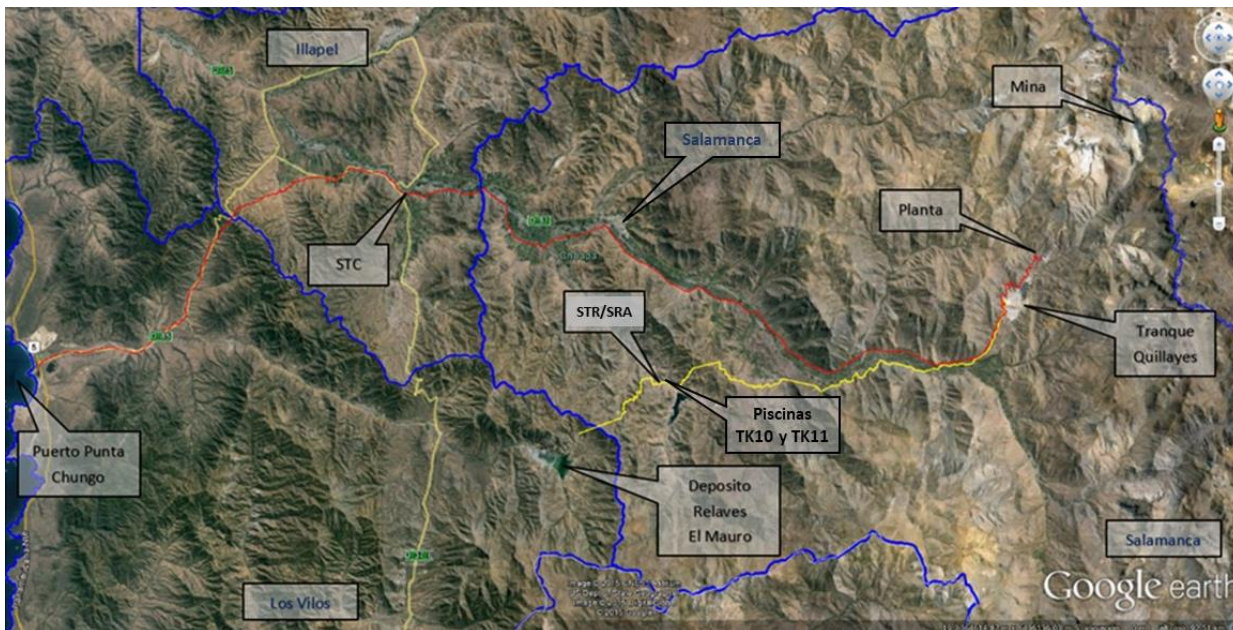 Illapel
Mina
Salamanca
Planta
STC
STR/SRA
Tranque
Quillayes
Piscinas
TK10 y TK11
5
Puerto Punta
Chungo
Deposito
Relaves
El Mauro
Salamanca
Los Vilos
Google earth